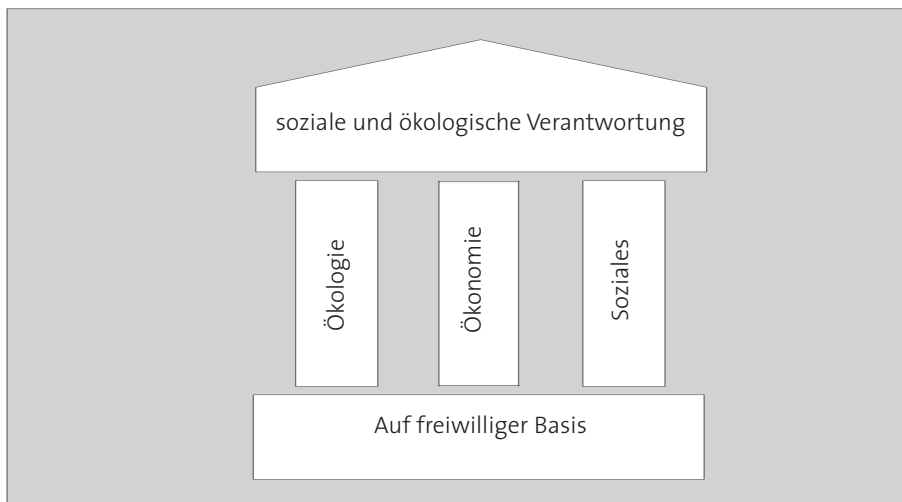 soziale und ökologische Verantwortung
Ökologie
Ökonomie
Soziales
Auf freiwilliger Basis